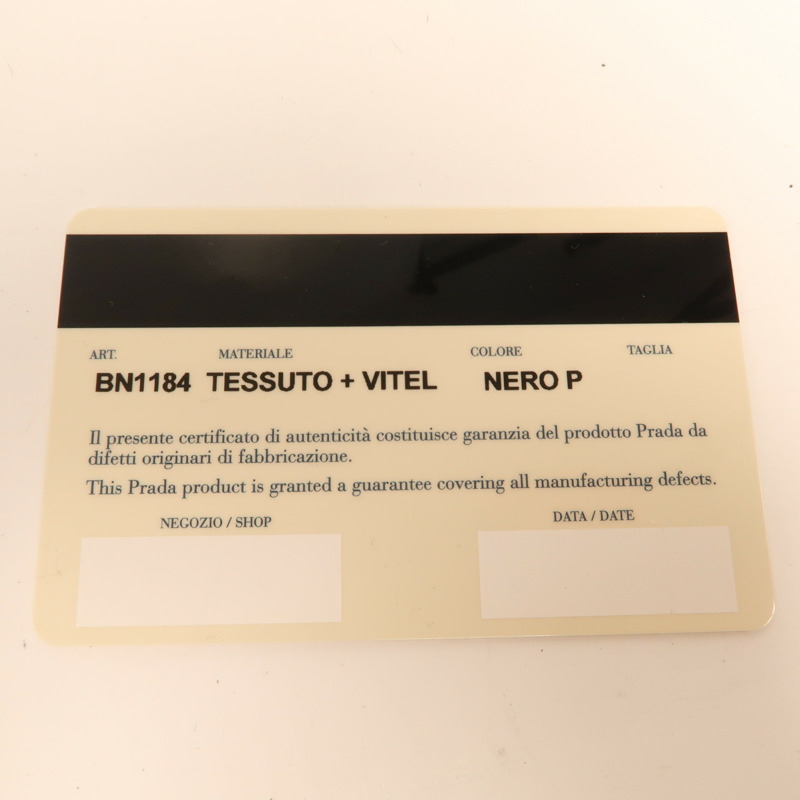 ART. MATERIALE COLORE TAGLIA
BN1184 TESSUTO + VITEL NERO P
Il presente certificato di autenticità costituisce garanzia del prodotto Prada da
difetti originari di fabbricazione.
This Prada product is granted a guarantee covering all manufacturing defects.
NEGOZIO / SHOP DATA / DATE